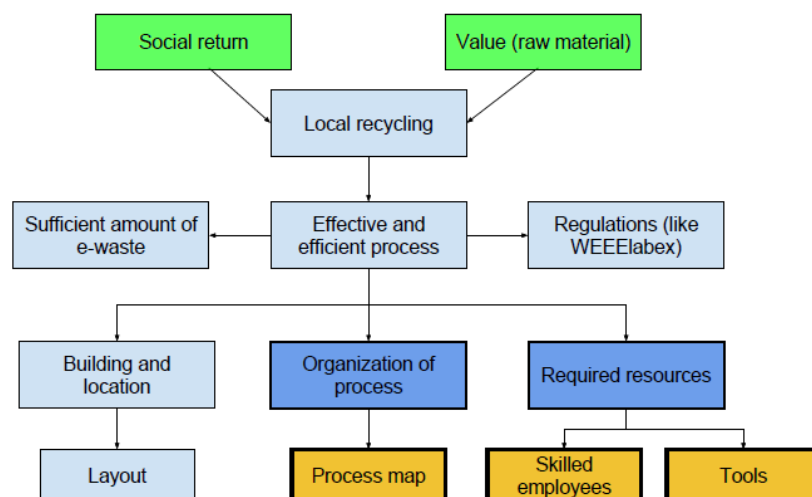 Social return
Value (raw material)
Local recycling
Sufficient amount of
e-waste
Effective and
efficient process
Regulations (like
WEEElabex)
Building and
location
Organization of
process
Required resources
Layout
Process map
Skilled
employees
Tools